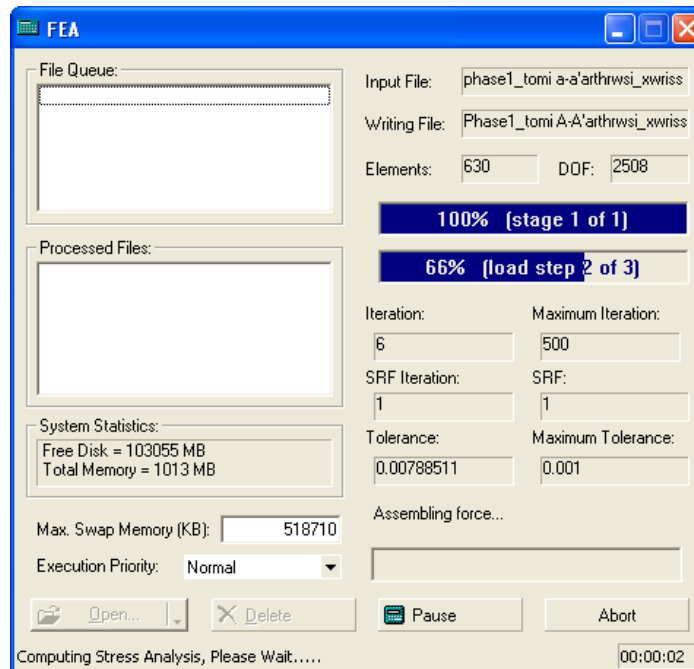 FEA
File Queue:
Processed Files:
System Statistics:
Free Disk = 103055 MB
Total Memory = 1013 MB
Max. Swap Memory (KB): 518710
Execution Priority: Normal
Open...
Delete
Input File: phase1_tomi a-a'arthrwsi_xwriss
Writing File: Phase1_tomi A-A'arthrwsi_xwriss
Elements: 630 DOF: 2508
100% (stage 1 of 1)
66% (load step 2 of 3)
Iteration: Maximum Iteration:
6 500
SRF Iteration: SRF:
1 1
Tolerance: Maximum Tolerance:
0.00788511 0.001
Assembling force...
Pause
Abort
Computing Stress Analysis, Please Wait.....
00:00:02